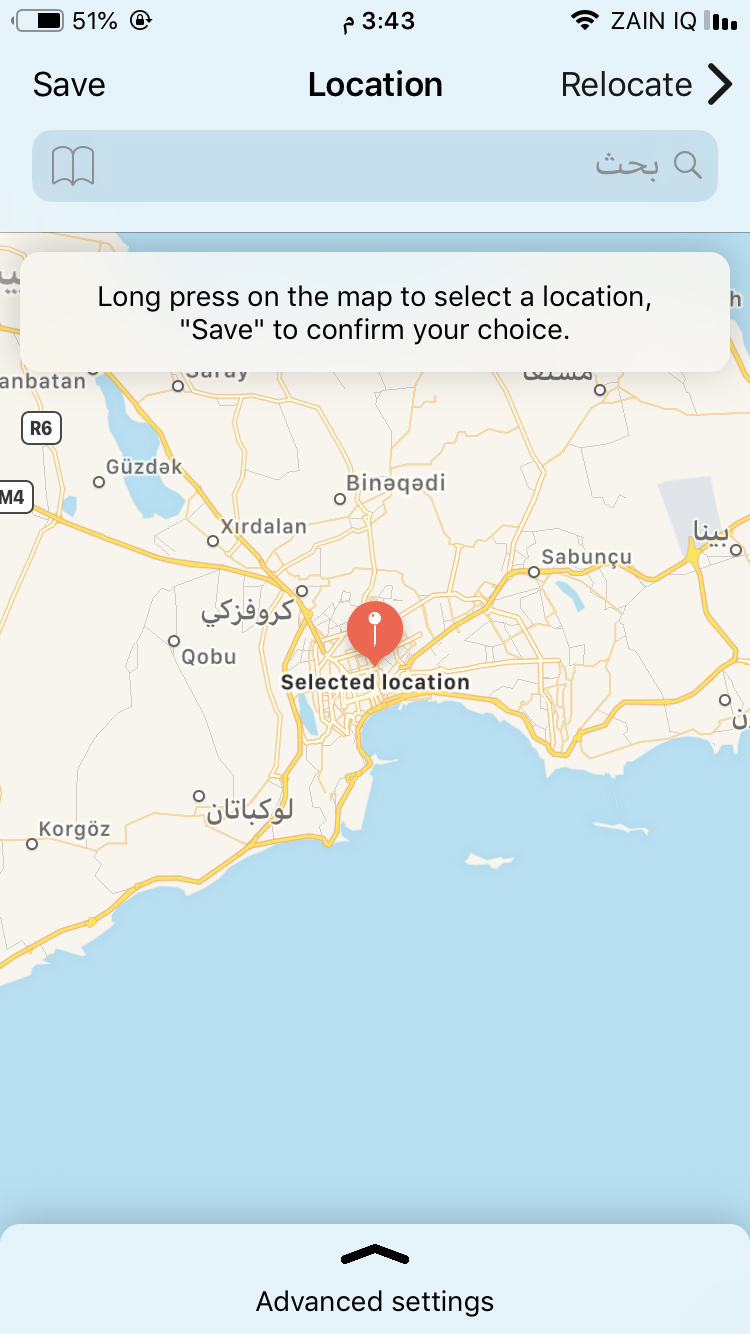 51%
3:43 م
ZAIN IQ
Save
Location
Relocate
بحث
Long press on the map to select a location,
"Save" to confirm your choice.
anbatan
Saray
R6
Güzdək
M4
Binəqədi
Xırdalan
Sabunçu
بينا
كروفزكي
Qobu
Selected location
لوكباتان
Korgöz
Advanced settings